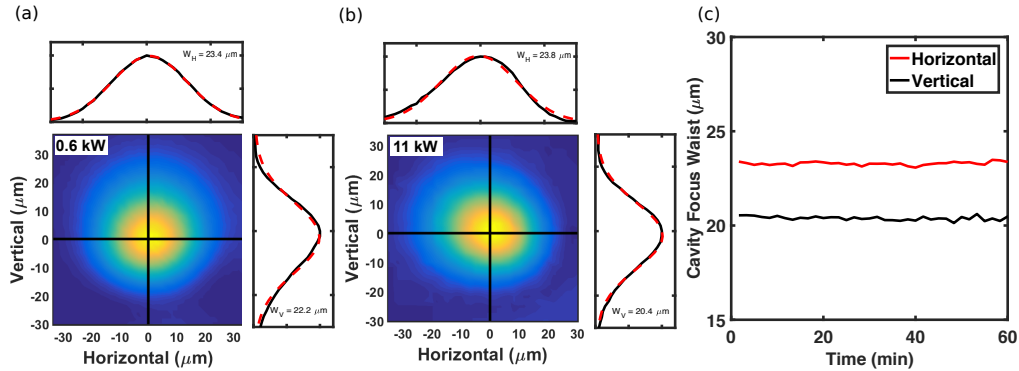 (a)
W_H = 23.4 μm
0.6 kW
Vertical (μm)
30
20
10
0
-10
-20
-30
-30 -20 -10 0 10 20 30
Horizontal (μm)
W_V = 22.2 μm
(b)
W_H = 23.8 μm
11 kW
Vertical (μm)
30
20
10
0
-10
-20
-30
-30 -20 -10 0 10 20 30
Horizontal (μm)
W_V = 20.4 μm
(c)
Cavity Focus Waist (μm)
30
25
20
15
Horizontal
Vertical
0 20 40 60
Time (min)